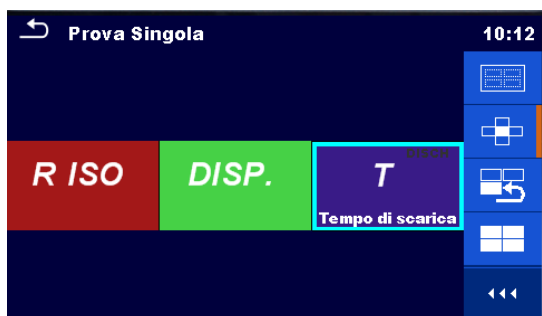 Prova Singola
10:12
R ISO
DISP.
T
Tempo di scarica